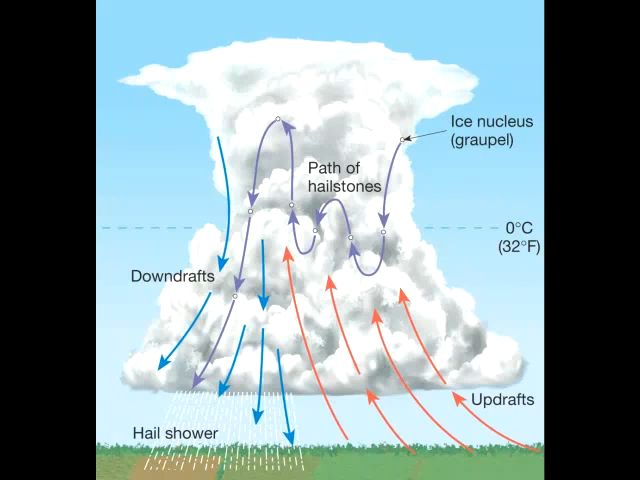 Ice nucleus
(graupel)
Path of
hailstones
0°C
(32°F)
Downdrafts
Updrafts
Hail shower